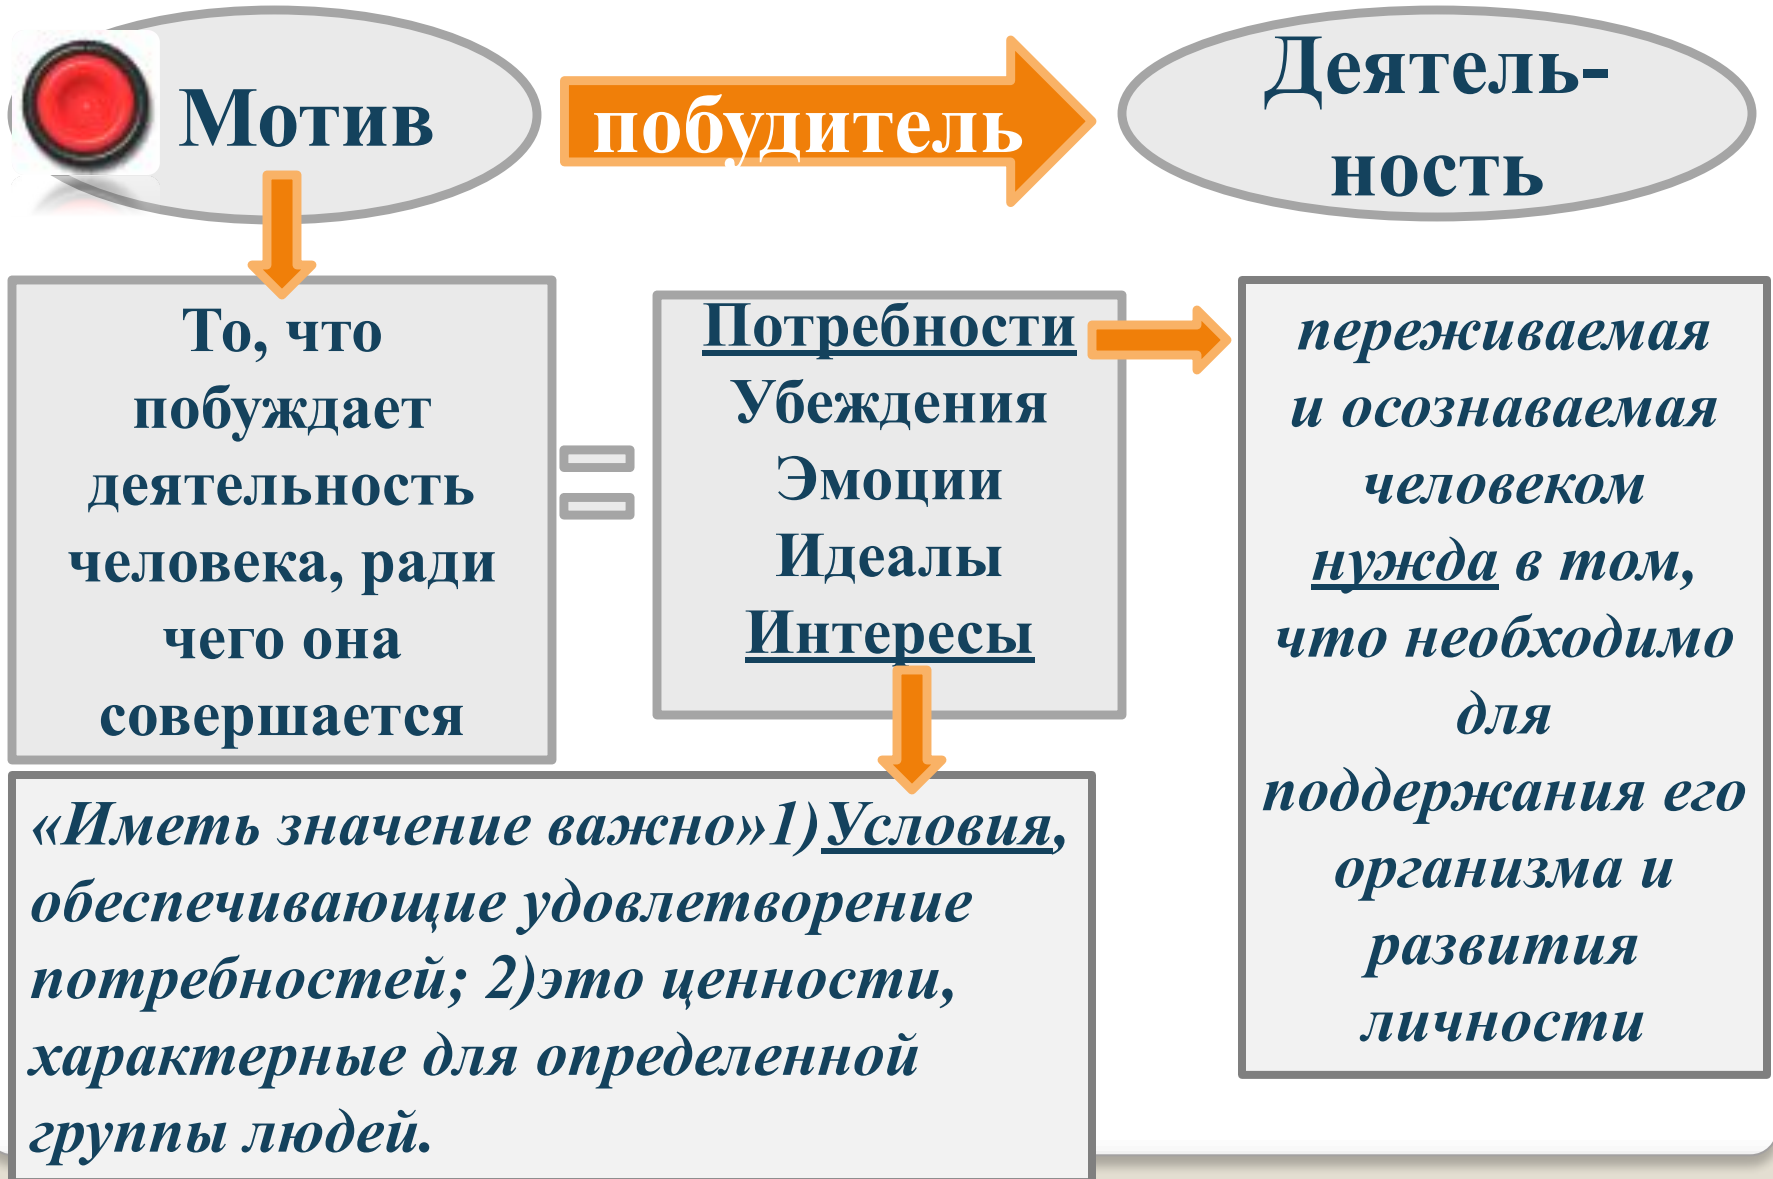 Мотив
побудитель
Деятель-
ность
То, что
побуждает
деятельность
человека, ради
чего она
совершается
Потребности
Убеждения
Эмоции
Идеалы
Интересы
переживаемая
и осознаваемая
человеком
нужда в том,
что необходимо
для
поддержания его
организма и
развития
личности
«Иметь значение важно»1)Условия,
обеспечивающие удовлетворение
потребностей; 2)это ценности,
характерные для определенной
группы людей.